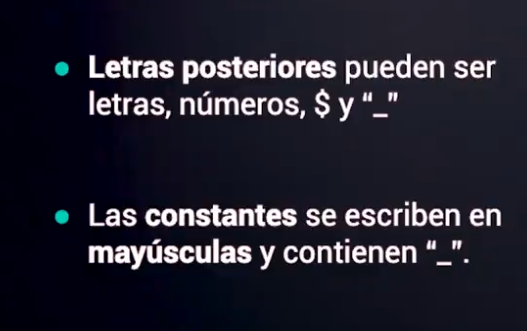 • Letras posteriores pueden ser
letras, números, $ y “_”
• Las constantes se escriben en
mayúsculas y contienen “_”.